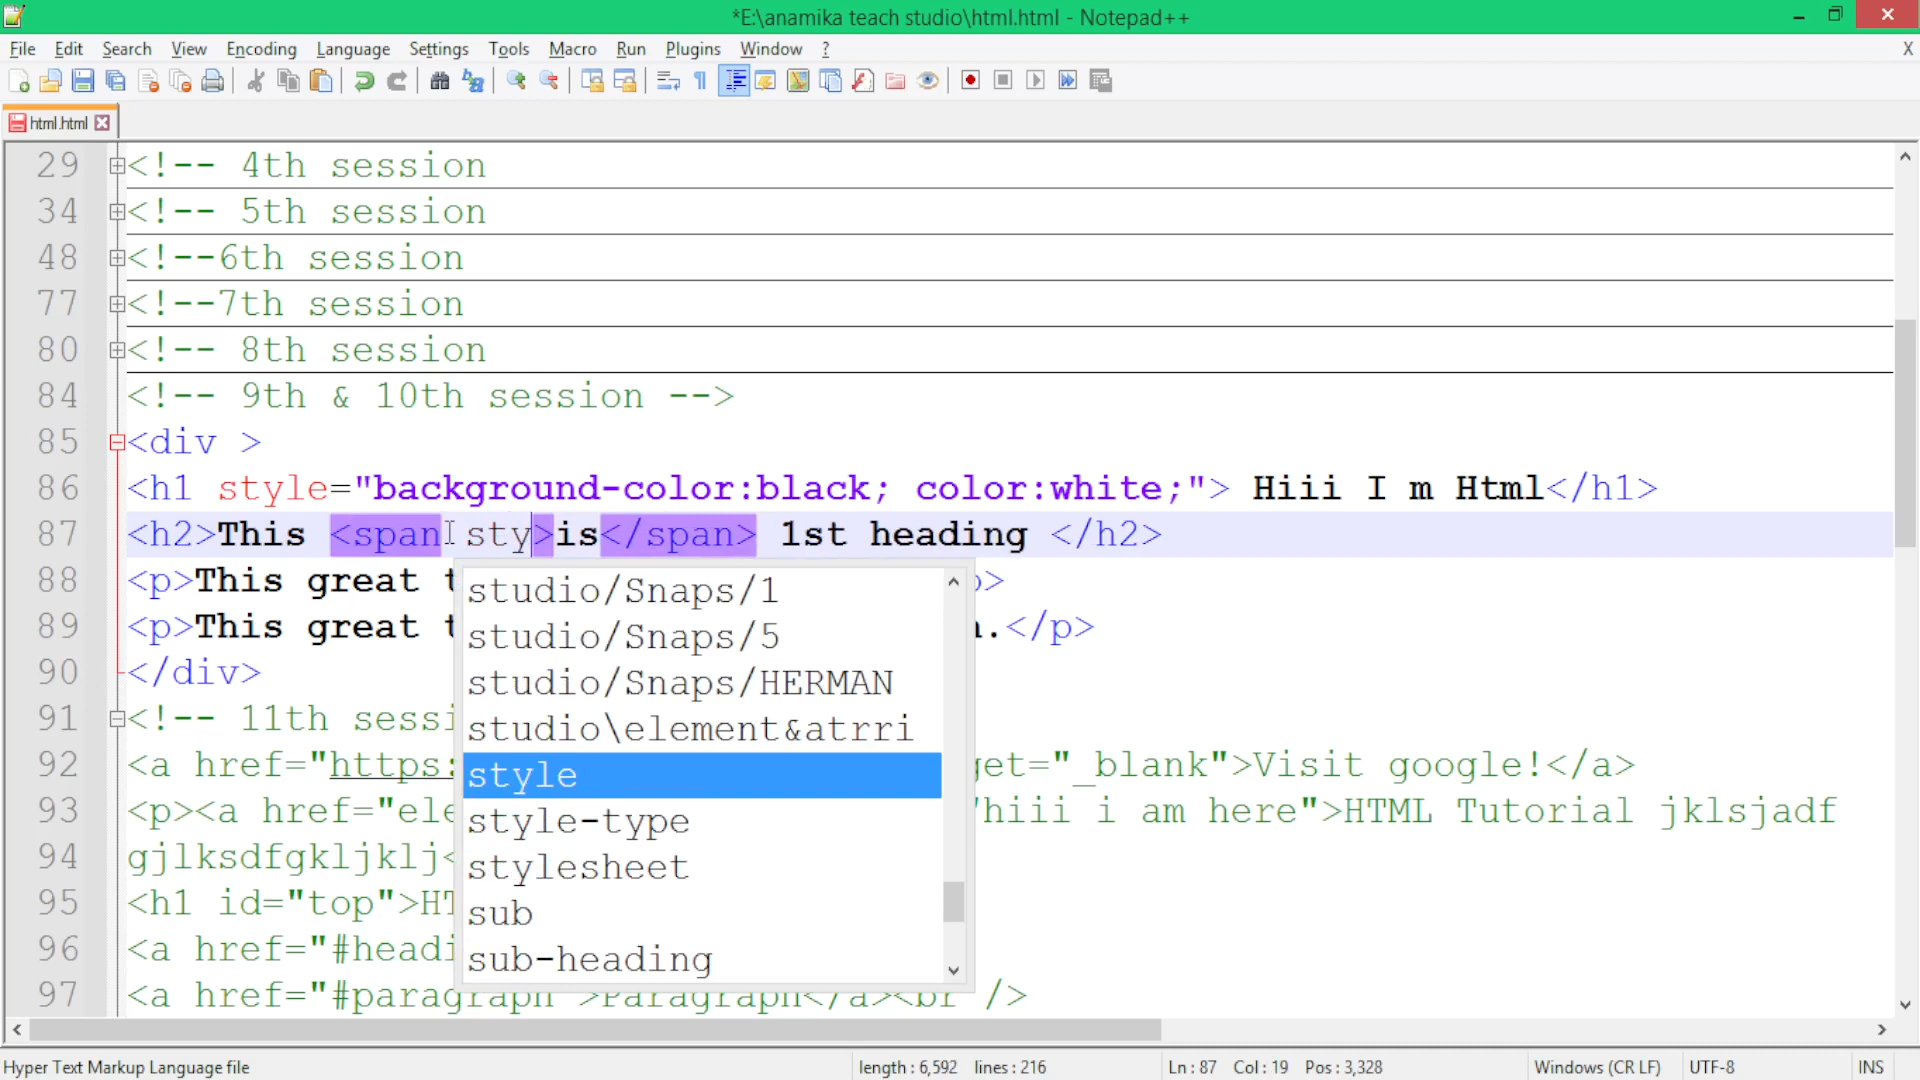 *E:\anamika teach studio\html.html - Notepad++
File Edit Search View Encoding Language Settings Tools Macro Run Plugins Window ? X
html.html
29 <!-- 4th session
34 <!-- 5th session
48 <!--6th session
77 <!--7th session
80 <!-- 8th session
84 <!-- 9th & 10th session -->
85 <div >
86 <h1 style="background-color:black; color:white;"> Hiii I m Html</h1>
87 <h2>This <span sty>is</span> 1st heading </h2>
88 <p>This great
89 <p>This great .</p>
90 </div>
91 <!-- 11th sessi
92 <a href="https: get="_blank">Visit google!</a>
93 <p><a href="ele "hiii i am here">HTML Tutorial jklsjadf
94 gjlksdfgkljklj<
95 <h1 id="top">HT
96 <a href="#headi
97 <a href="#paragraph">Paragraph</a><br />
studio/Snaps/1
studio/Snaps/5
studio/Snaps/HERMAN
studio\element&atrri
style
style-type
stylesheet
sub
sub-heading
Hyper Text Markup Language file length : 6,592 lines : 216 Ln : 87 Col : 19 Pos : 3,328 Windows (CR LF) UTF-8 INS